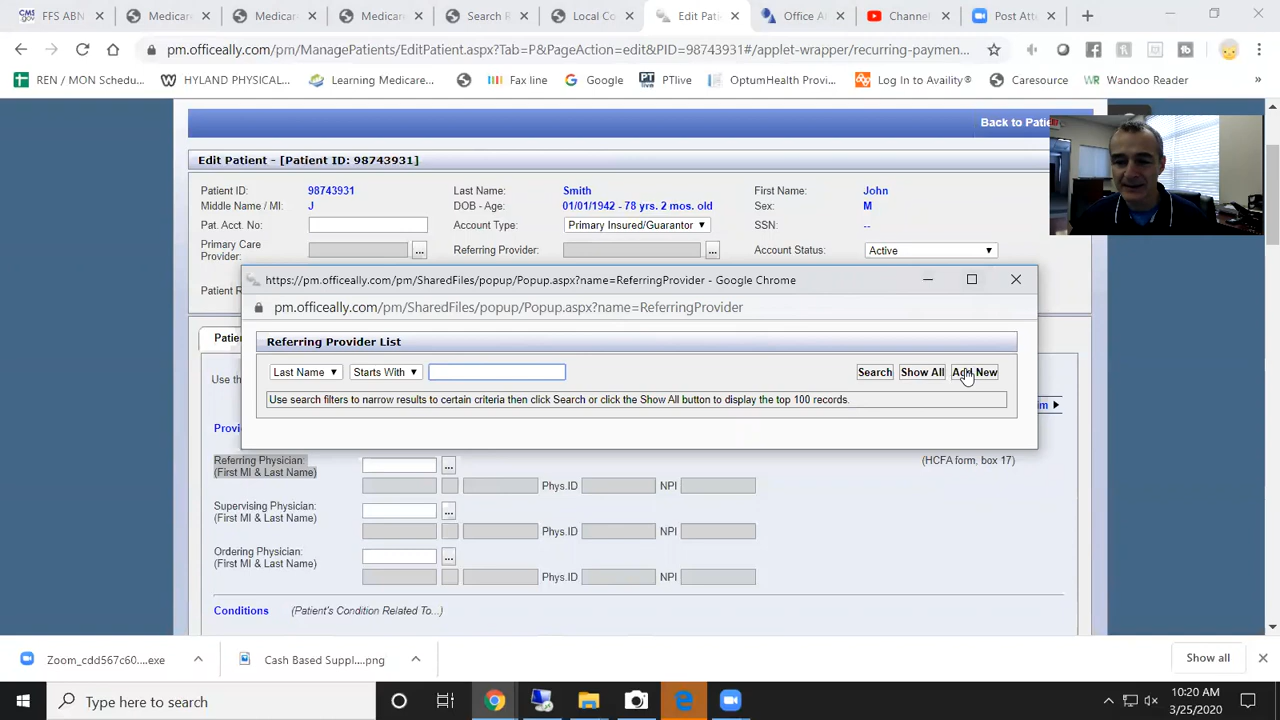 FFS ABN
Medicar
Medicar
Medicar
Search R
Local Co
Edit Pati
Office A
Channel
Post Atte
pm.officeally.com/pm/ManagePatients/EditPatient.aspx?Tab=P&PageAction=edit&PID=98743931#/applet-wrapper/recurring-paymen...
REN / MON Schedu...
HYLAND PHYSICAL...
Learning Medicare...
Fax line
Google
PTlive
OptumHealth Provi...
Log In to Availity®
Caresource
Wandoo Reader
Back to Patie
Edit Patient - [Patient ID: 98743931]
Patient ID: 98743931 Last Name: Smith First Name: John
Middle Name / MI: J DOB - Age: 01/01/1942 - 78 yrs. 2 mos. old Sex: M
Pat. Acct. No: Account Type: Primary Insured/Guarantor SSN: --
Primary Care Provider: ... Referring Provider: ... Account Status: Active
Patient R
https://pm.officeally.com/pm/SharedFiles/popup/Popup.aspx?name=ReferringProvider - Google Chrome
pm.officeally.com/pm/SharedFiles/popup/Popup.aspx?name=ReferringProvider
Referring Provider List
Last Name Starts With Search Show All Add New
Use search filters to narrow results to certain criteria then click Search or click the Show All button to display the top 100 records.
Patien
Use the
m
Provi
Referring Physician: ... (HCFA form, box 17)
(First MI & Last Name)
Phys.ID NPI
Supervising Physician: ...
(First MI & Last Name)
Phys.ID NPI
Ordering Physician: ...
(First MI & Last Name)
Phys.ID NPI
Conditions (Patient's Condition Related To...)
Zoom_cdd567c60....exe
Cash Based Suppl....png
Show all
Type here to search
10:20 AM
3/25/2020